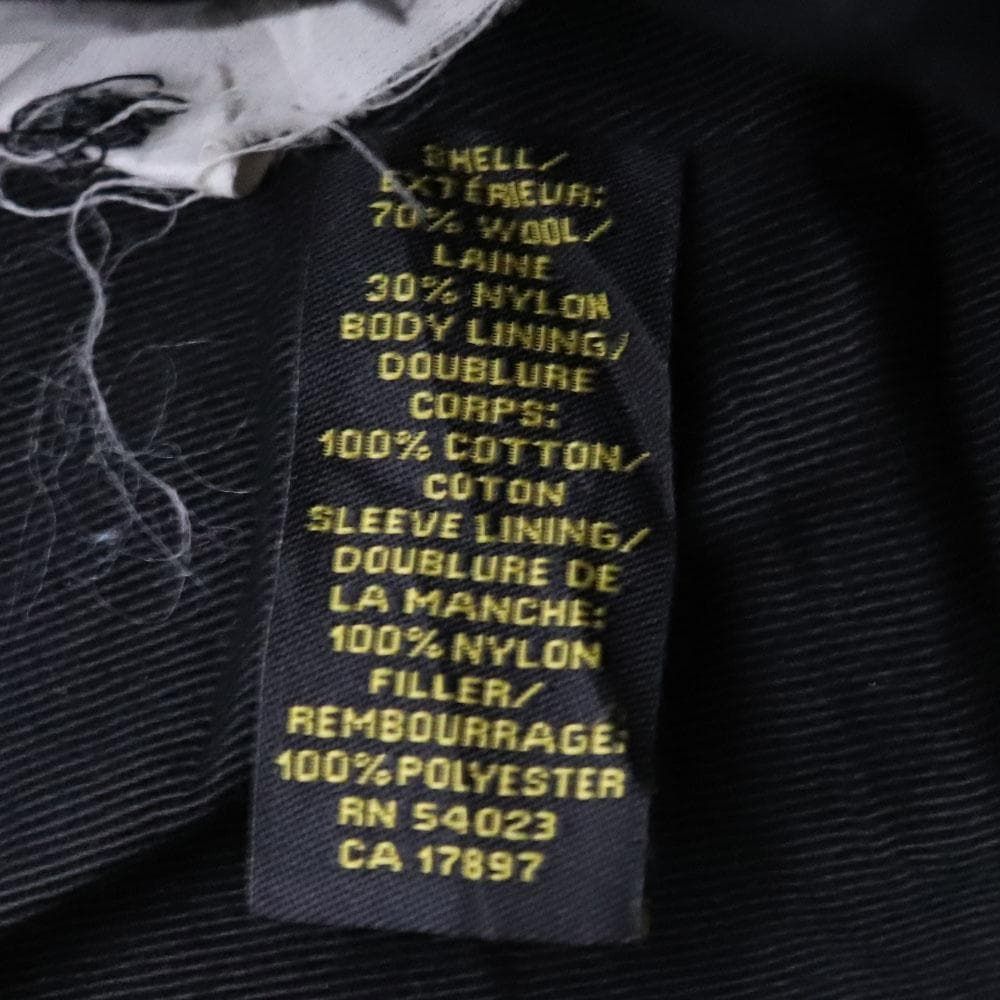 SHELL/
EXTÉRIEUR:
70% WOOL/
LAINE
30% NYLON
BODY LINING/
DOUBLURE
CORPS:
100% COTTON/
COTON
SLEEVE LINING/
DOUBLURE DE
LA MANCHE:
100% NYLON
FILLER/
REMBOURRAGE:
100% POLYESTER
RN 54023
CA 17897